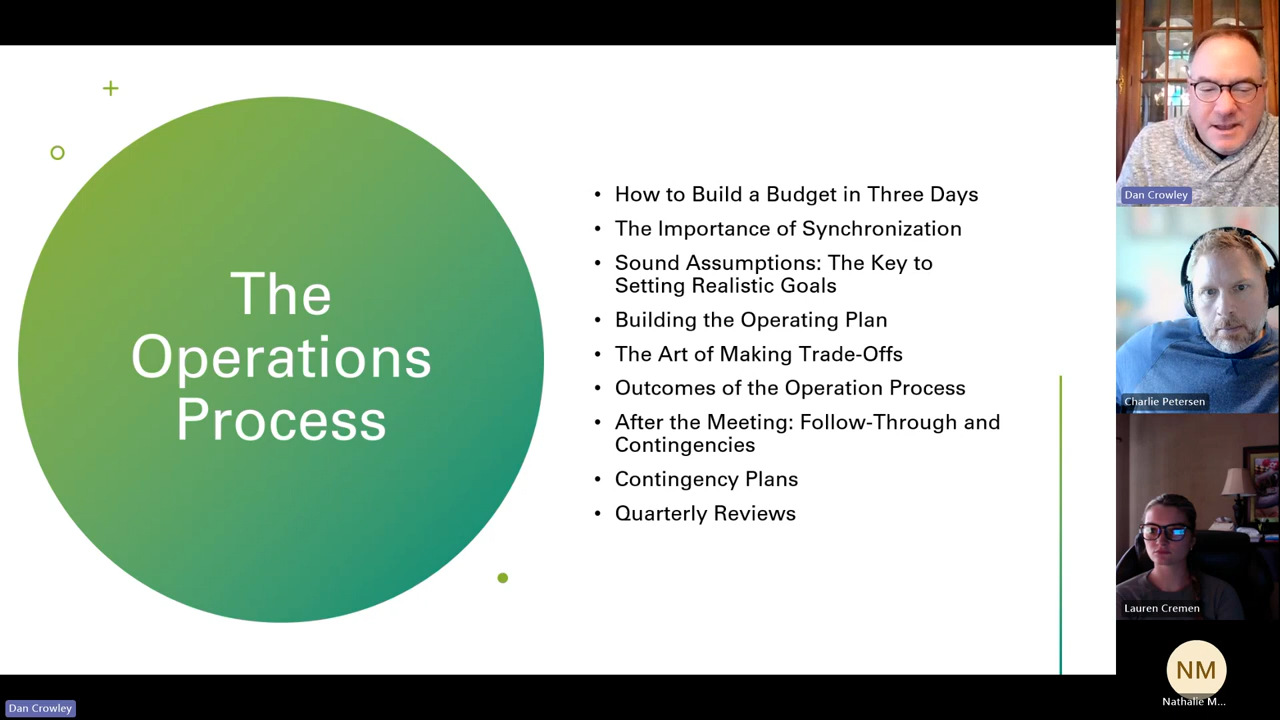 The
Operations
Process
• How to Build a Budget in Three Days
• The Importance of Synchronization
• Sound Assumptions: The Key to
Setting Realistic Goals
• Building the Operating Plan
• The Art of Making Trade-Offs
• Outcomes of the Operation Process
• After the Meeting: Follow-Through and
Contingencies
• Contingency Plans
• Quarterly Reviews
Dan Crowley
Charlie Petersen
Lauren Cremen
NM
Nathalie M...
Dan Crowley